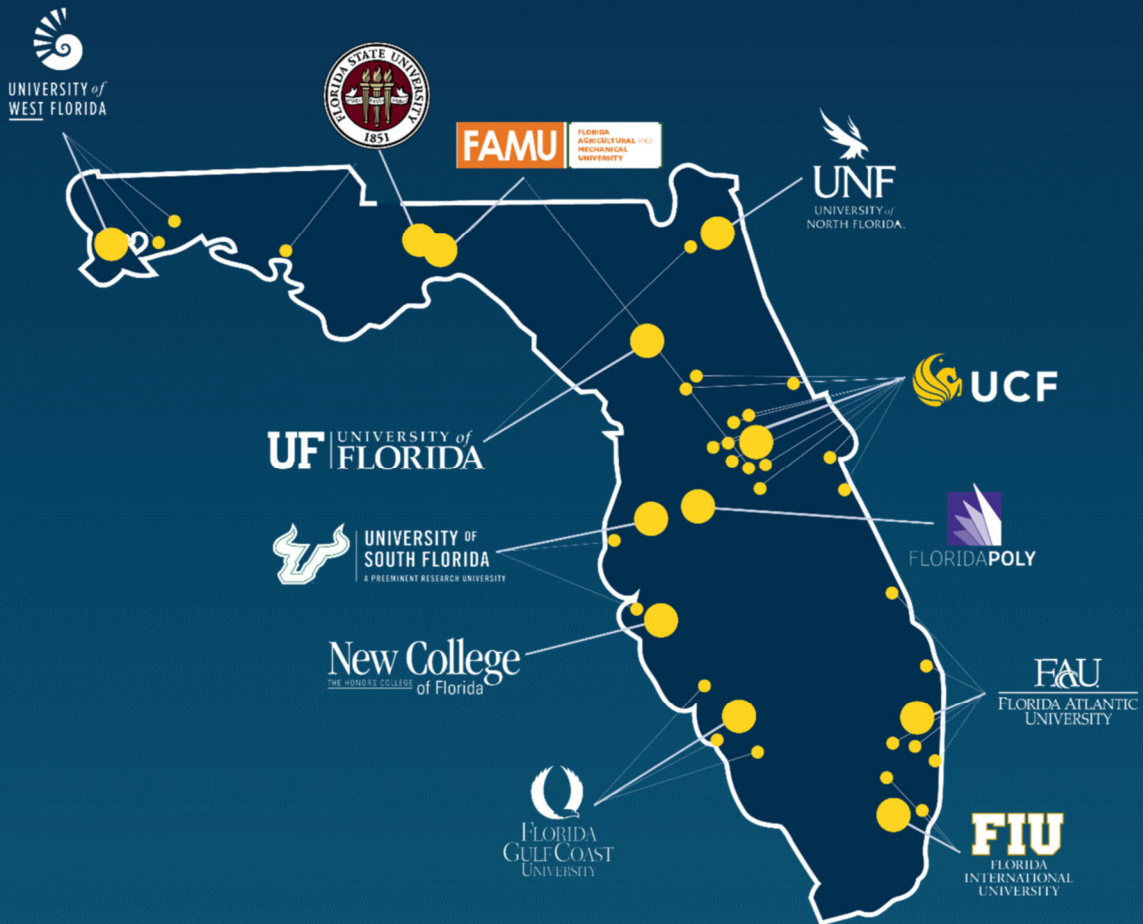 UNIVERSITY of
WEST FLORIDA
FLORIDA STATE UNIVERSITY
1851
FAMU
FLORIDA
AGRICULTURAL AND
MECHANICAL
UNIVERSITY
UNF
UNIVERSITY of
NORTH FLORIDA.
UCF
UF
UNIVERSITY of
FLORIDA
UNIVERSITY OF
SOUTH FLORIDA
A PREEMINENT RESEARCH UNIVERSITY
FLORIDAPOLY
New College
THE HONORS COLLEGE of Florida
FAU
FLORIDA ATLANTIC
UNIVERSITY
FLORIDA
GULF COAST
UNIVERSITY
FIU
FLORIDA
INTERNATIONAL
UNIVERSITY